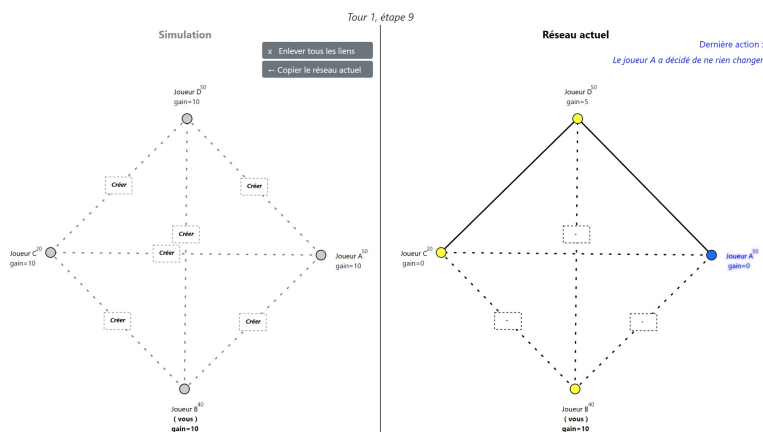 Tour 1, étape 9
Simulation
x Enlever tous les liens
← Copier le réseau actuel
Joueur D 50
gain=10
Créer
Créer
Créer
Créer
Joueur C 20
gain=10
Joueur A 50
gain=10
Créer
Créer
Joueur B 40
( vous )
gain=10
Réseau actuel
Dernière action :
Le joueur A a décidé de ne rien changer
Joueur D 50
gain=5
-
Joueur C 20
gain=0
Joueur A 50
gain=0
-
-
Joueur B 40
( vous )
gain=10